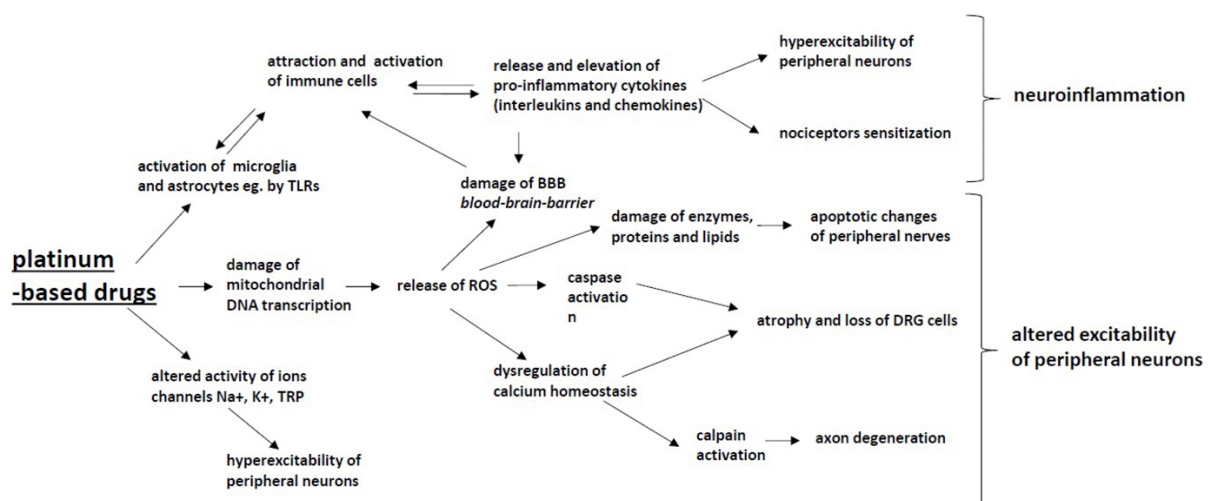 attraction and activation
of immune cells
release and elevation of
pro-inflammatory cytokines
(interleukins and chemokines)
hyperexcitability of
peripheral neurons
nociceptors sensitization
neuroinflammation
activation of microglia
and astrocytes eg. by TLRs
damage of BBB
blood-brain-barrier
damage of enzymes,
proteins and lipids
apoptotic changes
of peripheral nerves
platinum
-based drugs
damage of
mitochondrial
DNA transcription
release of ROS
caspase
activatio
n
atrophy and loss of DRG cells
altered excitability
of peripheral neurons
altered activity of ions
channels Na+, K+, TRP
dysregulation of
calcium homeostasis
hyperexcitability of
peripheral neurons
calpain
activation
axon degeneration